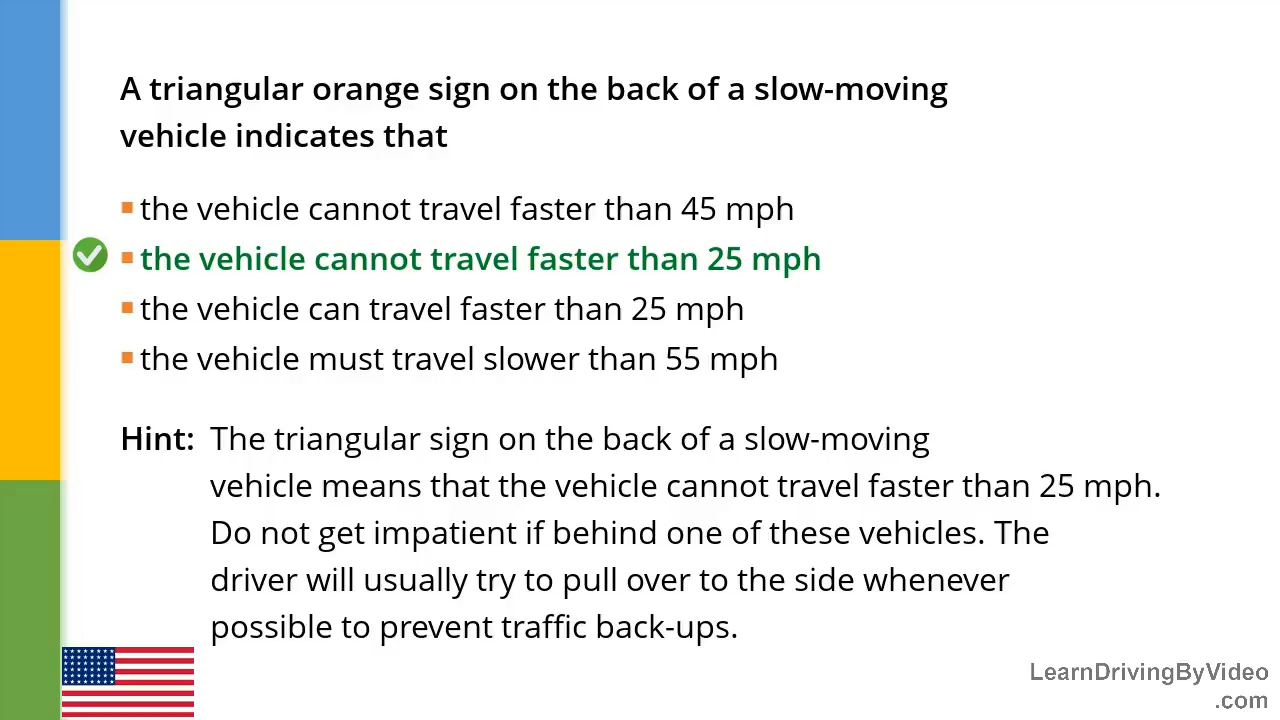 A triangular orange sign on the back of a slow-moving
vehicle indicates that
the vehicle cannot travel faster than 45 mph
the vehicle cannot travel faster than 25 mph
the vehicle can travel faster than 25 mph
the vehicle must travel slower than 55 mph
Hint: The triangular sign on the back of a slow-moving
vehicle means that the vehicle cannot travel faster than 25 mph.
Do not get impatient if behind one of these vehicles. The
driver will usually try to pull over to the side whenever
possible to prevent traffic back-ups.
LearnDrivingByVideo
.com